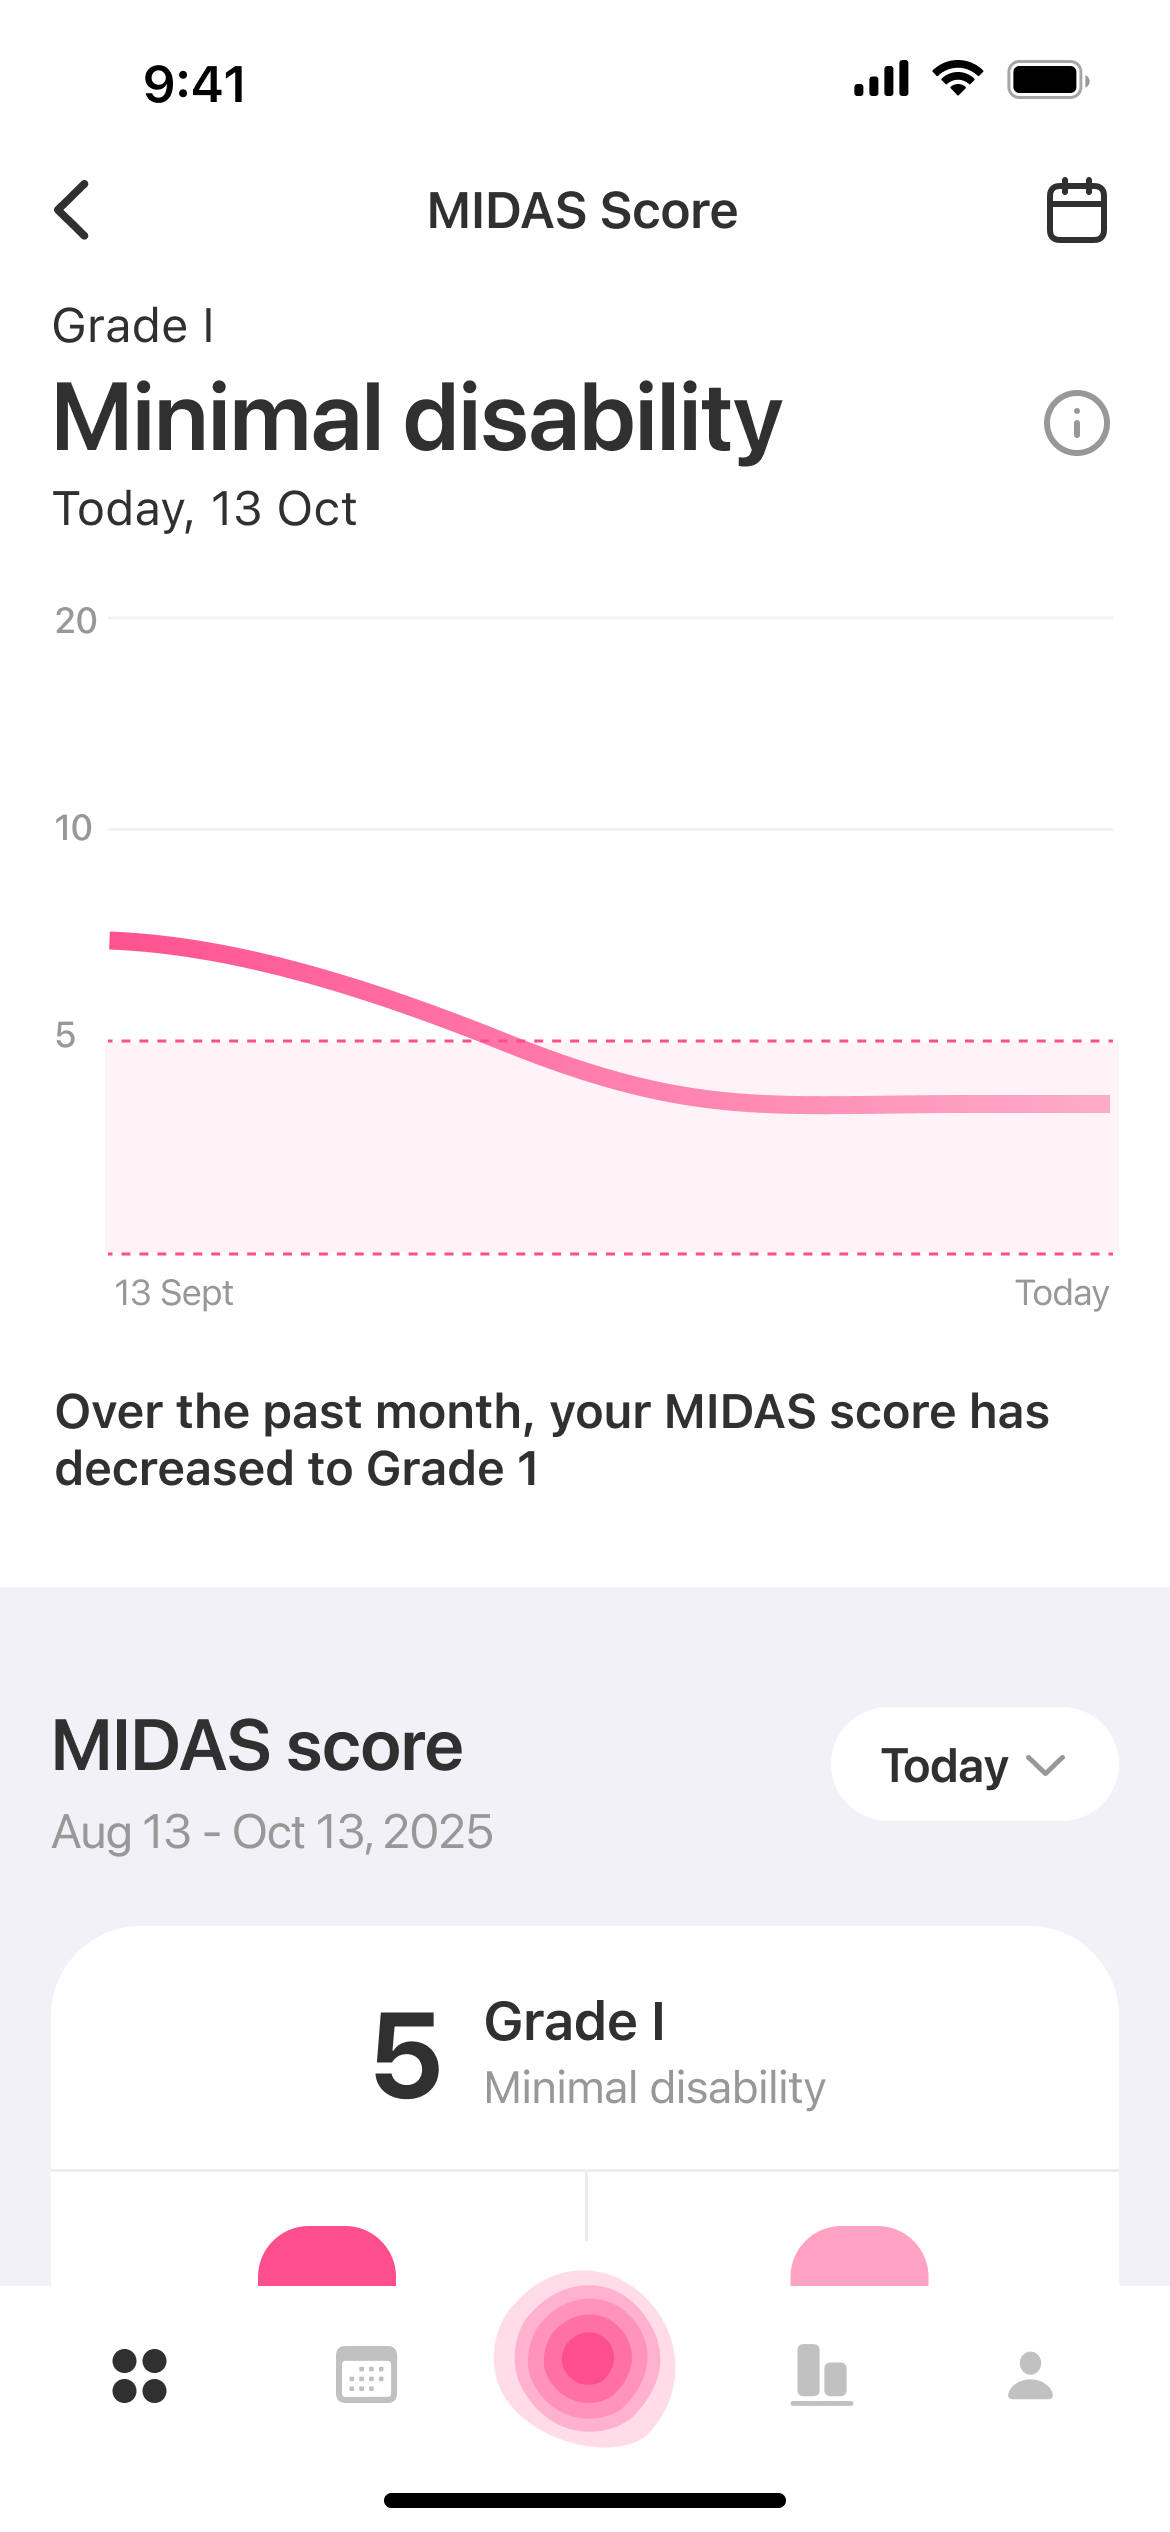 9:41
MIDAS Score
Grade I
Minimal disability
Today, 13 Oct
20
10
5
13 Sept
Today
Over the past month, your MIDAS score has
decreased to Grade 1
MIDAS score
Today
Aug 13 - Oct 13, 2025
5
Grade I
Minimal disability